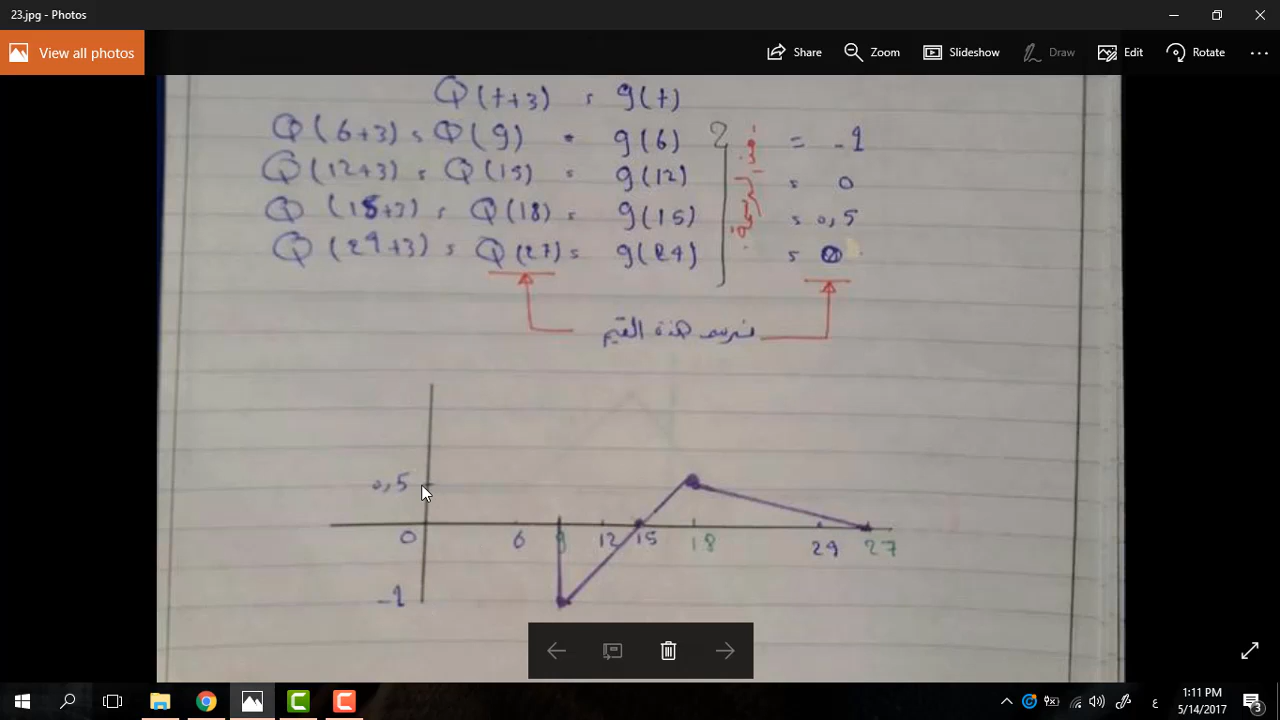 23.jpg - Photos
View all photos
Share
Zoom
Slideshow
Draw
Edit
Rotate
Q(t+3) = g(t)
Q(6+3) = Q(9) = g(6) = -1
Q(12+3) = Q(15) = g(12) = 0
Q(15+3) = Q(18) = g(15) = 0,5
Q(24+3) = Q(27) = g(24) = 0
نرسم هذه القيم
0,5
0 6 9 12 15 18 24 27
-1
ع
1:11 PM
5/14/2017
3